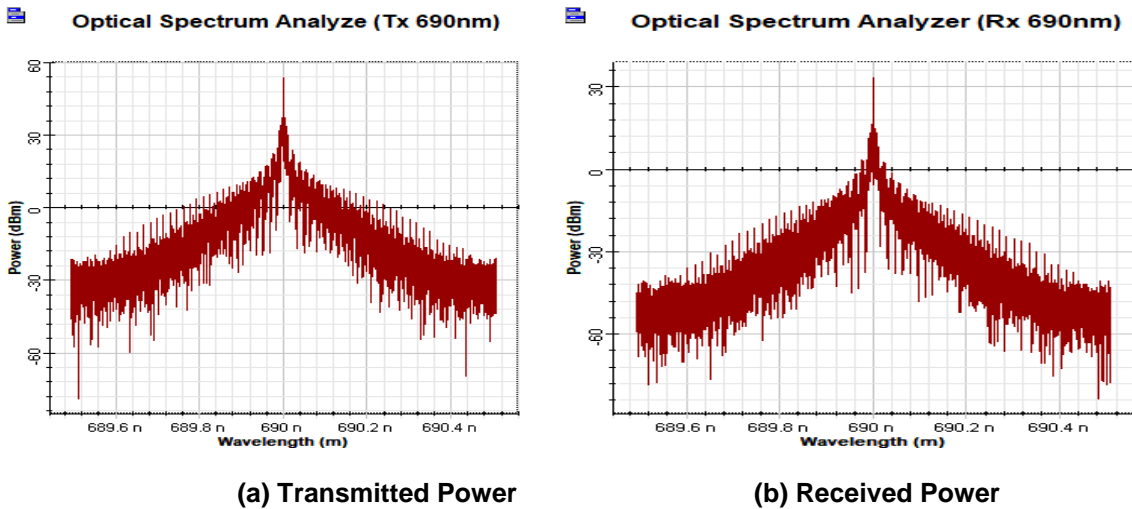 Optical Spectrum Analyze (Tx 690nm)
60
30
0
-30
-60
Power (dBm)
689.6 n 689.8 n 690 n 690.2 n 690.4 n
Wavelength (m)
(a) Transmitted Power
Optical Spectrum Analyzer (Rx 690nm)
30
0
-30
-60
Power (dBm)
689.6 n 689.8 n 690 n 690.2 n 690.4 n
Wavelength (m)
(b) Received Power